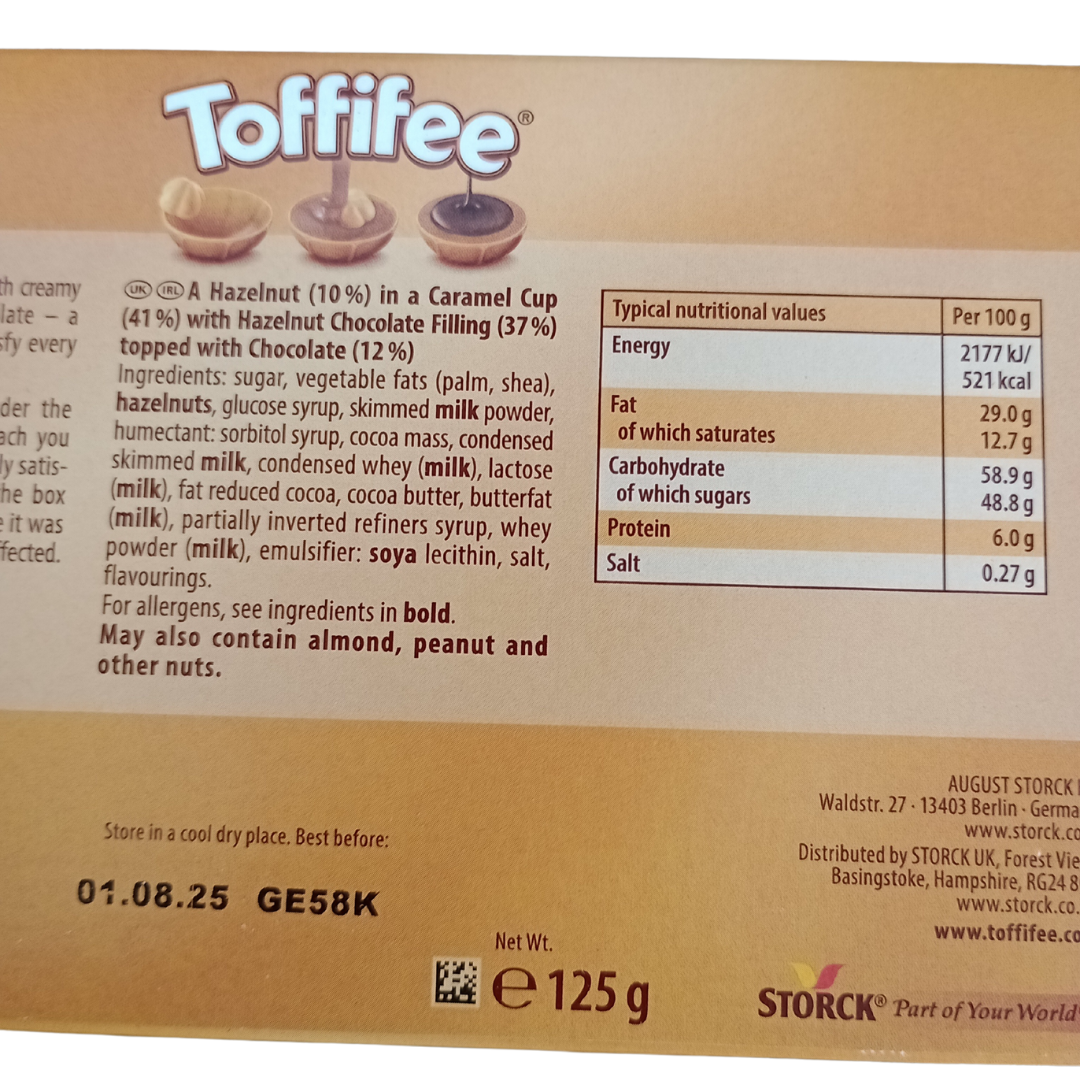 Toffifee®
th creamy
late – a
sfy every
der the
ach you
ly satis-
he box
e it was
fected.
UK IRL A Hazelnut (10%) in a Caramel Cup
(41%) with Hazelnut Chocolate Filling (37%)
topped with Chocolate (12%)
Ingredients: sugar, vegetable fats (palm, shea),
hazelnuts, glucose syrup, skimmed milk powder,
humectant: sorbitol syrup, cocoa mass, condensed
skimmed milk, condensed whey (milk), lactose
(milk), fat reduced cocoa, cocoa butter, butterfat
(milk), partially inverted refiners syrup, whey
powder (milk), emulsifier: soya lecithin, salt,
flavourings.
For allergens, see ingredients in bold.
May also contain almond, peanut and
other nuts.
Typical nutritional values Per 100 g
Energy 2177 kJ/
521 kcal
Fat 29.0 g
of which saturates 12.7 g
Carbohydrate 58.9 g
of which sugars 48.8 g
Protein 6.0 g
Salt 0.27 g
Store in a cool dry place. Best before:
01.08.25 GE58K
Net Wt.
e 125 g
AUGUST STORCK
Waldstr. 27 · 13403 Berlin · Germa
www.storck.co
Distributed by STORCK UK, Forest Vie
Basingstoke, Hampshire, RG24 8
www.storck.co.
www.toffifee.co
STORCK® Part of Your World